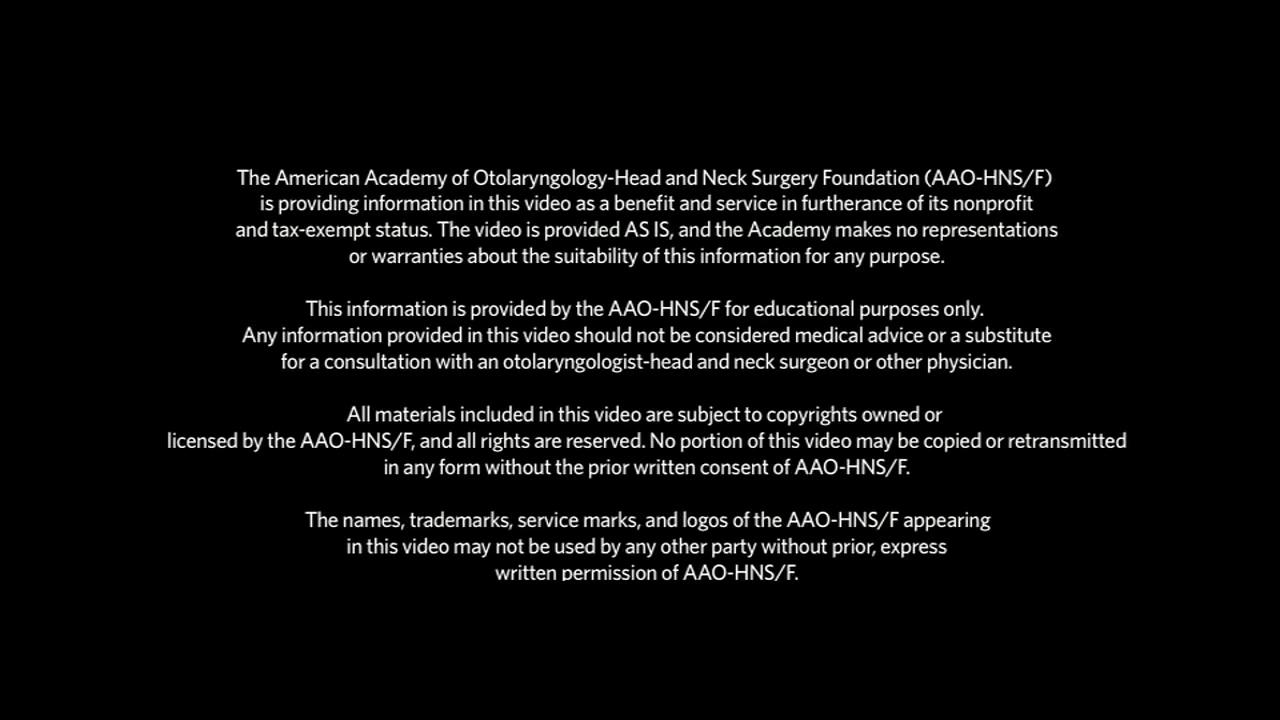 The American Academy of Otolaryngology-Head and Neck Surgery Foundation (AAO-HNS/F)
is providing information in this video as a benefit and service in furtherance of its nonprofit
and tax-exempt status. The video is provided AS IS, and the Academy makes no representations
or warranties about the suitability of this information for any purpose.
This information is provided by the AAO-HNS/F for educational purposes only.
Any information provided in this video should not be considered medical advice or a substitute
for a consultation with an otolaryngologist-head and neck surgeon or other physician.
All materials included in this video are subject to copyrights owned or
licensed by the AAO-HNS/F, and all rights are reserved. No portion of this video may be copied or retransmitted
in any form without the prior written consent of AAO-HNS/F.
The names, trademarks, service marks, and logos of the AAO-HNS/F appearing
in this video may not be used by any other party without prior, express
written permission of AAO-HNS/F.